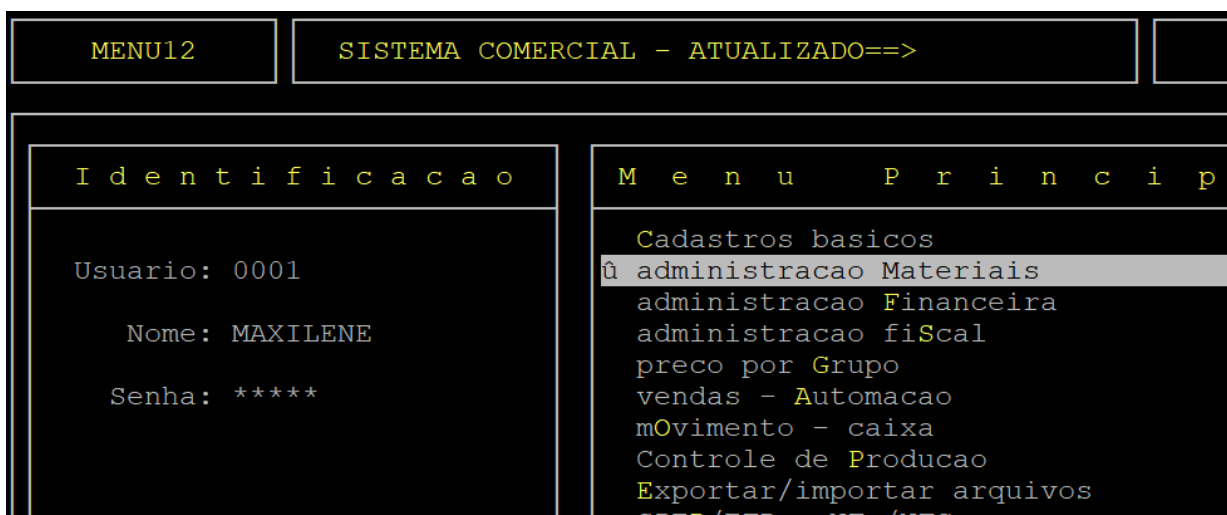 MENU12
SISTEMA COMERCIAL - ATUALIZADO==>
I d e n t i f i c a c a o
Usuario: 0001
Nome: MAXILENE
Senha: *****
M e n u P r i n c i p
Cadastros basicos
û administracao Materiais
administracao Financeira
administracao fiScal
preco por Grupo
vendas - Automacao
mOvimento - caixa
Controle de Producao
Exportar/importar arquivos